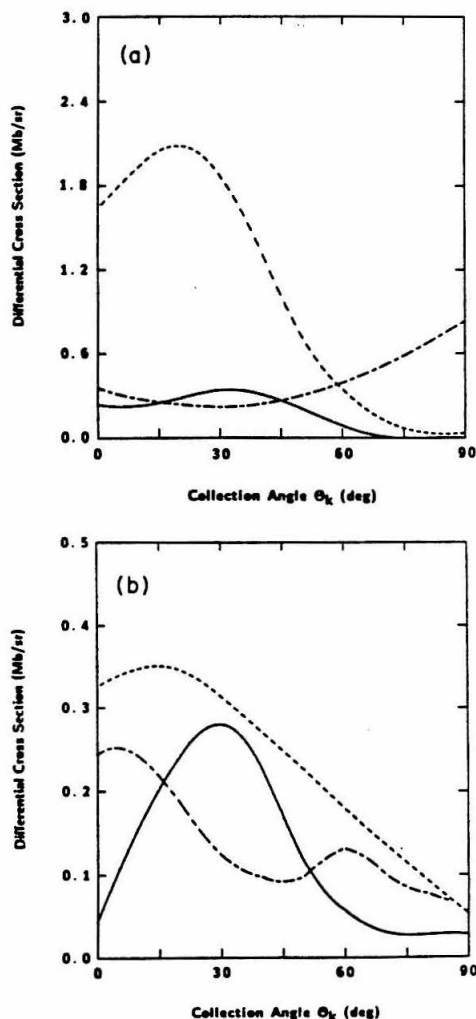 (a)
Differential Cross Section (Mb/sr)
3.0
2.4
1.8
1.2
0.6
0.0
0 30 60 90
Collection Angle Θk (deg)
(b)
Differential Cross Section (Mb/sr)
0.5
0.4
0.3
0.2
0.1
0.0
0 30 60 90
Collection Angle Θk (deg)